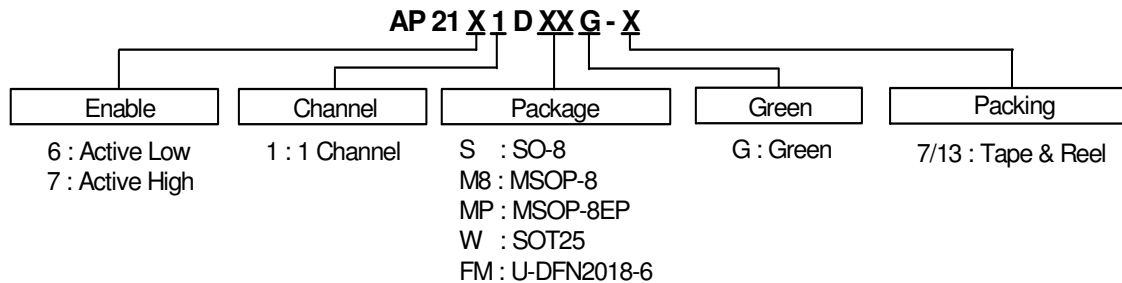 AP 21 X 1 D XX G - X
Enable
Channel
Package
Green
Packing
6 : Active Low
7 : Active High
1 : 1 Channel
S : SO-8
M8 : MSOP-8
MP : MSOP-8EP
W : SOT25
FM : U-DFN2018-6
G : Green
7/13 : Tape & Reel